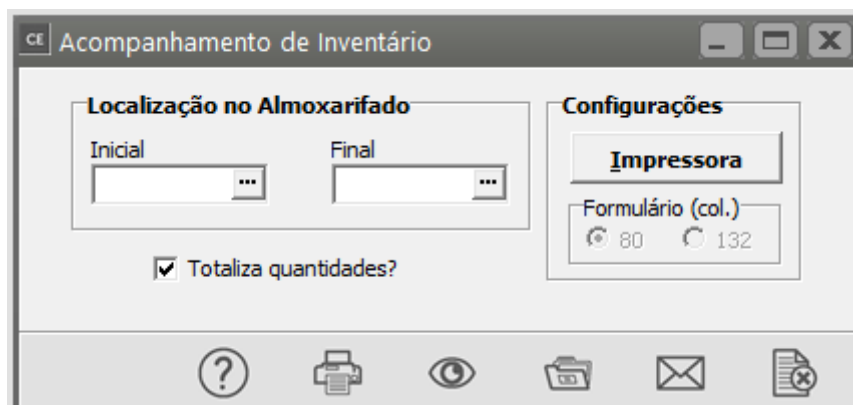 CE Acompanhamento de Inventário
Localização no Almoxarifado
Inicial Final
Totaliza quantidades?
Configurações
Impressora
Formulário (col.)
80 132